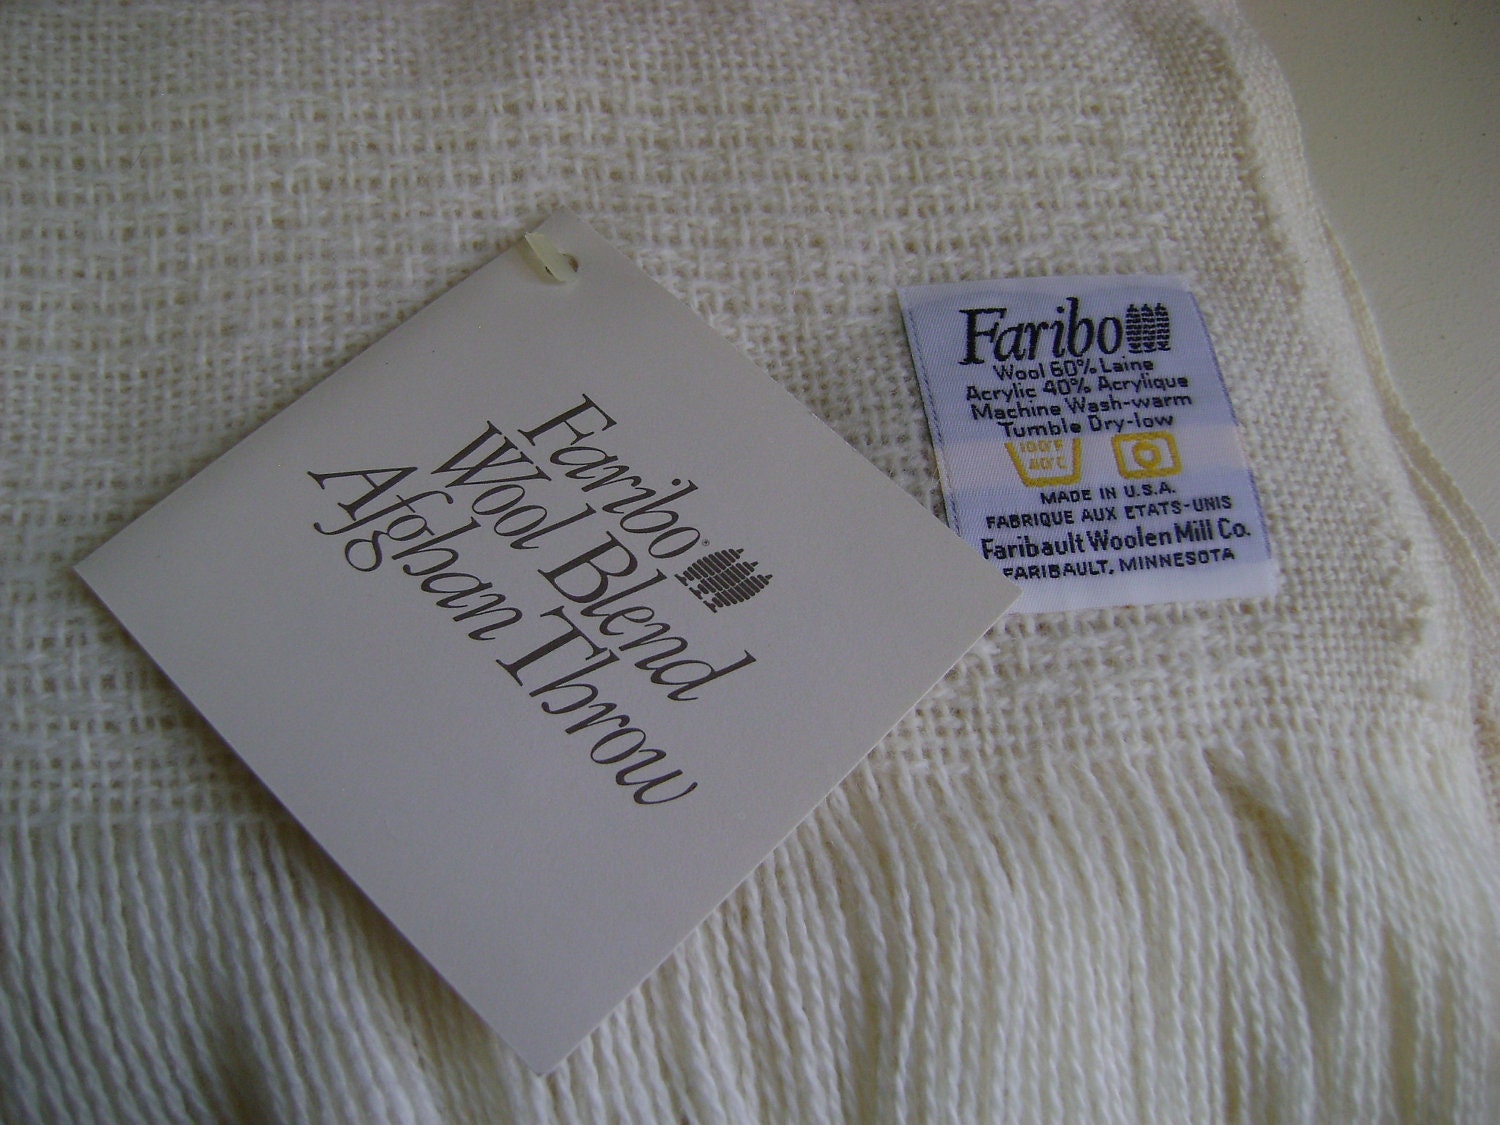 Faribo®
Wool Blend
Afghan Throw
Faribo
Wool 60% Laine
Acrylic 40% Acrylique
Machine Wash-warm
Tumble Dry-low
100°F
40°C
MADE IN U.S.A.
FABRIQUE AUX ETATS-UNIS
Faribault Woolen Mill Co.
FARIBAULT, MINNESOTA